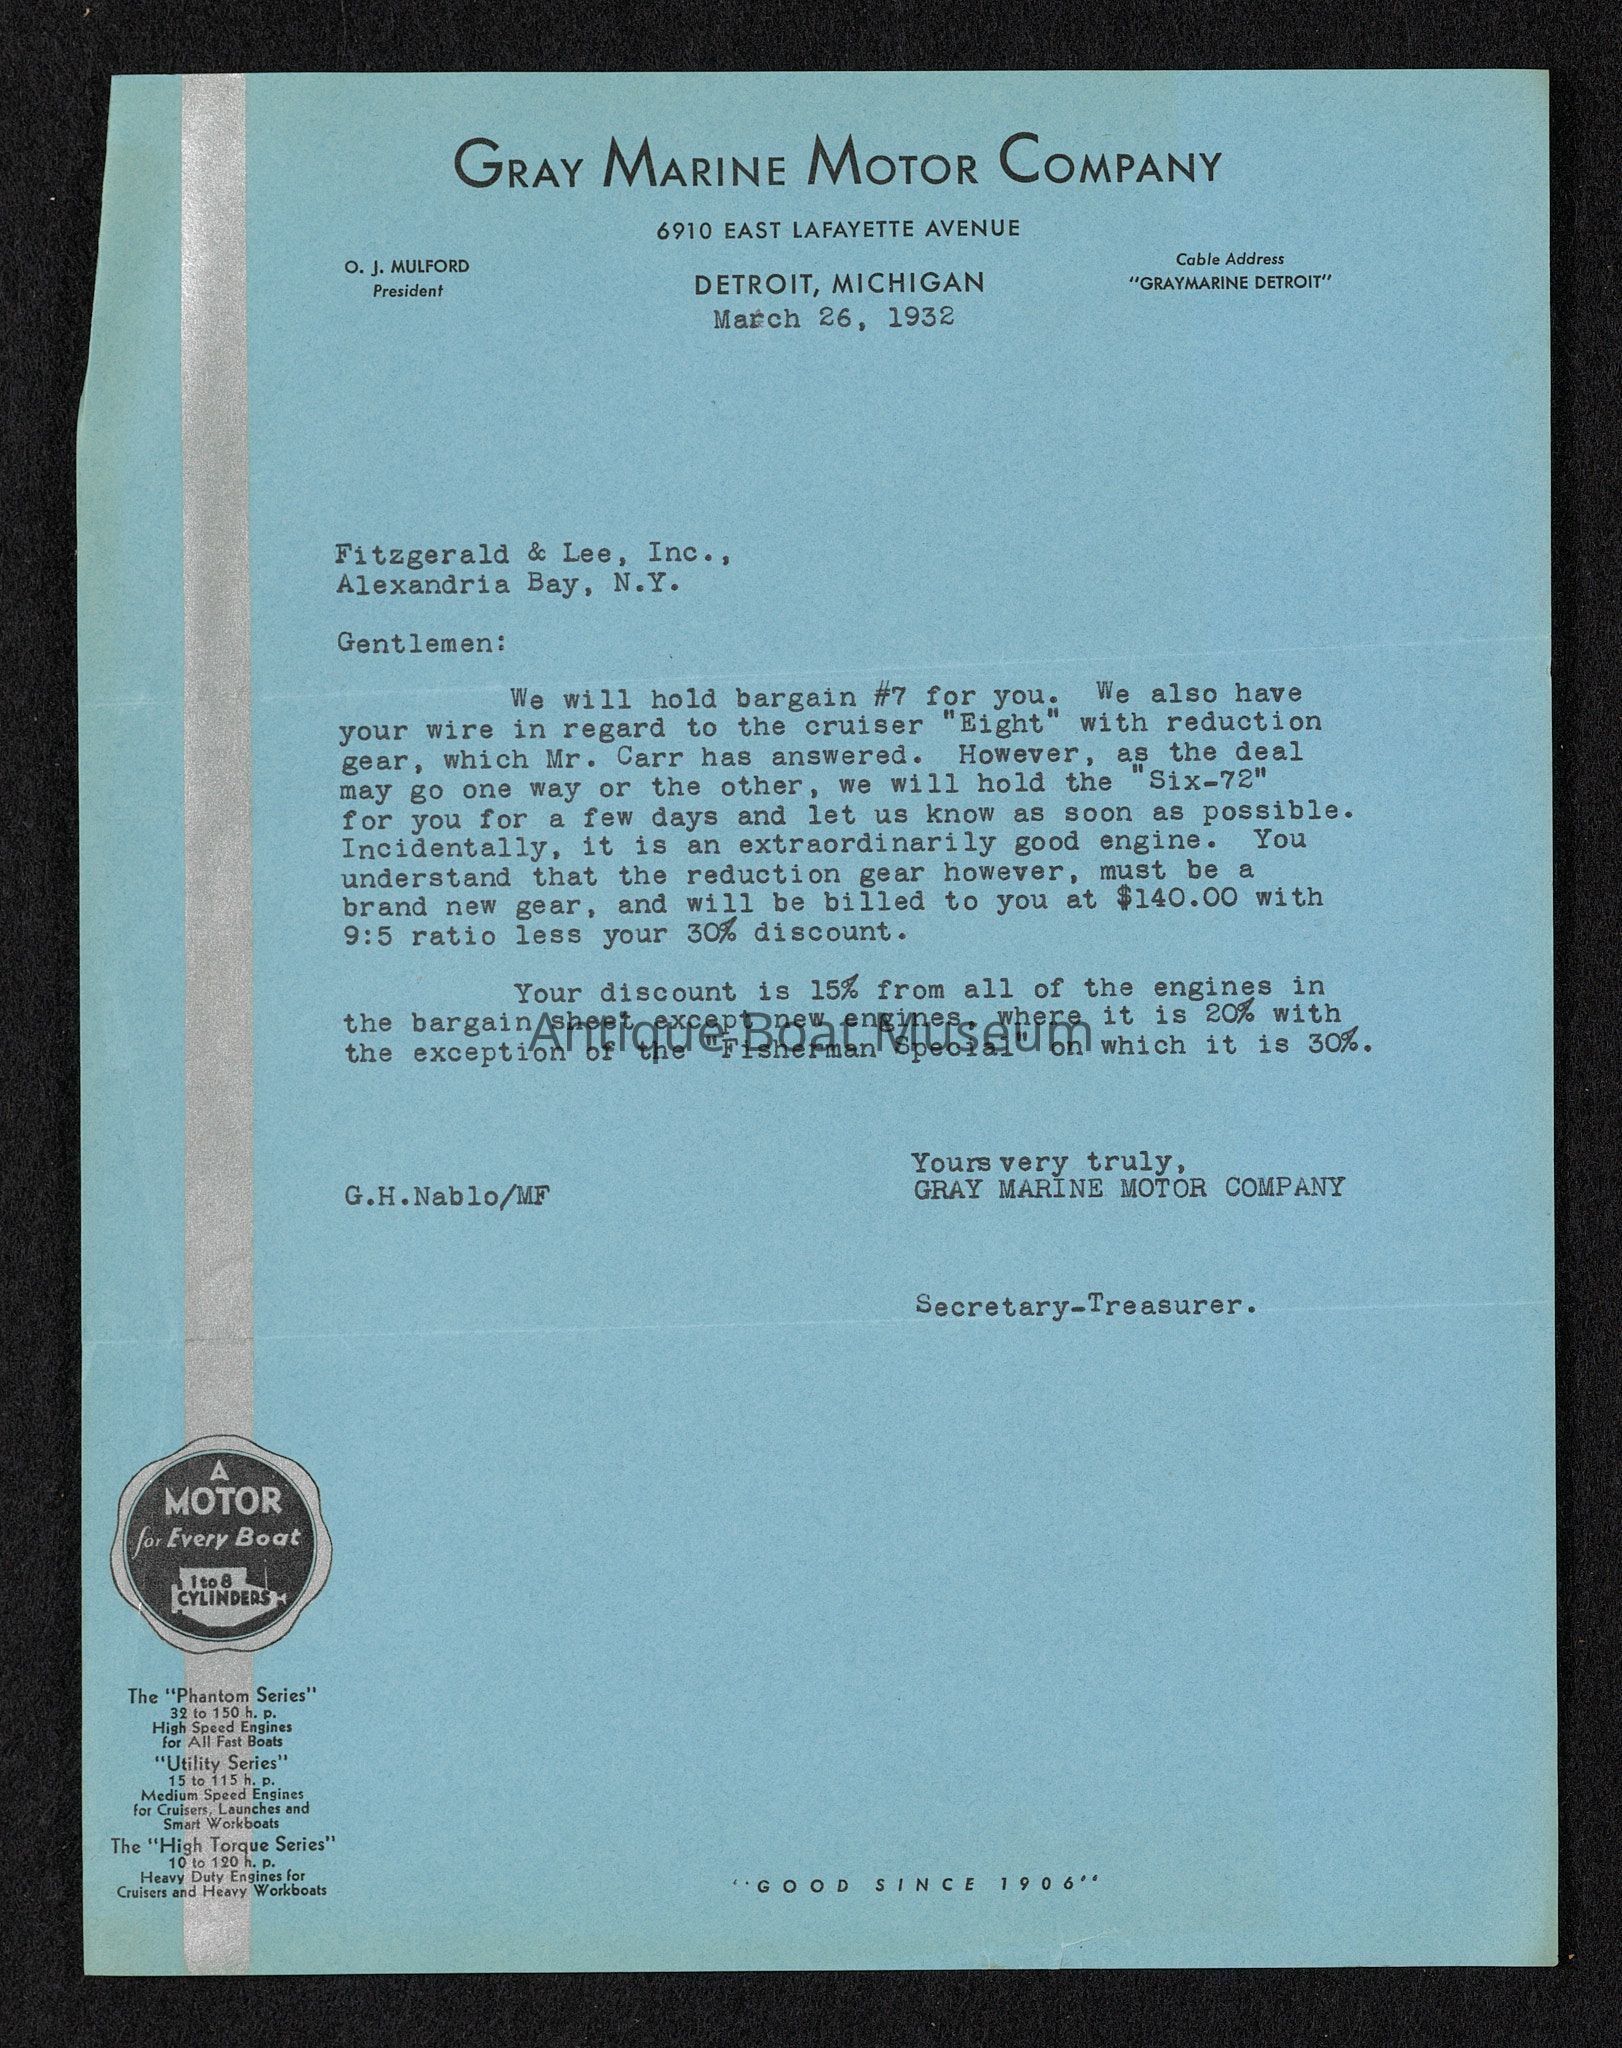 GRAY MARINE MOTOR COMPANY
6910 EAST LAFAYETTE AVENUE
O. J. MULFORD
President
Cable Address
"GRAYMARINE DETROIT"
DETROIT, MICHIGAN
March 26, 1932
Fitzgerald & Lee, Inc.,
Alexandria Bay, N.Y.
Gentlemen:
We will hold bargain #7 for you. We also have
your wire in regard to the cruiser "Eight" with reduction
gear, which Mr. Carr has answered. However, as the deal
may go one way or the other, we will hold the "Six-72"
for you for a few days and let us know as soon as possible.
Incidentally, it is an extraordinarily good engine. You
understand that the reduction gear however, must be a
brand new gear, and will be billed to you at $140.00 with
9:5 ratio less your 30% discount.
Your discount is 15% from all of the engines in
the bargain sheet except new engines, where it is 20% with
the exception of the "Fisherman Special" on which it is 30%.
Antique Boat Museum
Yours very truly,
GRAY MARINE MOTOR COMPANY
G.H.Nablo/MF
Secretary-Treasurer.
A
MOTOR
for Every Boat
1 to 8
CYLINDERS
The "Phantom Series"
32 to 150 h. p.
High Speed Engines
for All Fast Boats
"Utility Series"
15 to 115 h. p.
Medium Speed Engines
for Cruisers, Launches and
Smart Workboats
The "High Torque Series"
10 to 120 h. p.
Heavy Duty Engines for
Cruisers and Heavy Workboats
"GOOD SINCE 1906"